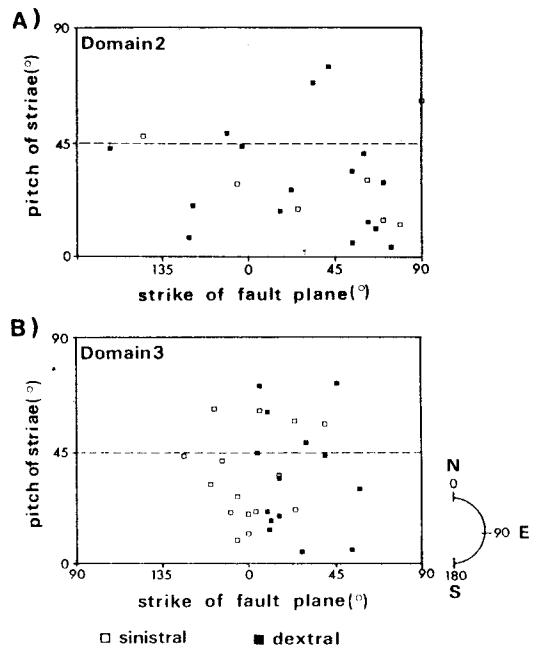 A)
90
Domain2
45
0
pitch of striae(°)
135 0 45 90
strike of fault plane(°)
B)
90
Domain3
45
0
pitch of striae(°)
90 135 0 45 90
strike of fault plane(°)
N
0
90 E
180
S
□ sinistral ■ dextral